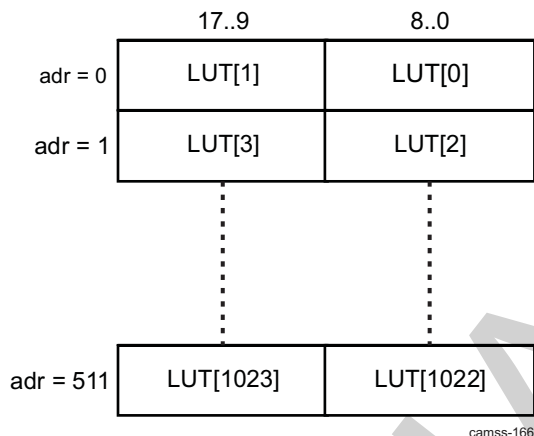 17..9 8..0
adr = 0 LUT[1] LUT[0]
adr = 1 LUT[3] LUT[2]
adr = 511 LUT[1023] LUT[1022]
camss-166